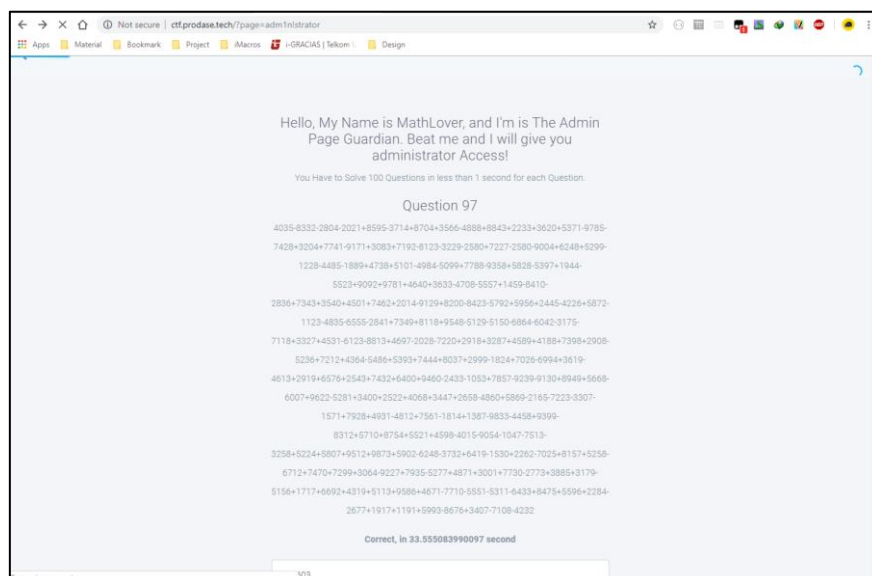 Not secure | ctf.prodase.tech/?page=adm1nIstrator
Apps Material Bookmark Project iMacros i-GRACIAS | Telkom Design
Hello, My Name is MathLover, and I'm is The Admin
Page Guardian. Beat me and I will give you
administrator Access!
You Have to Solve 100 Questions in less than 1 second for each Question.
Question 97
4035-8332-2804-2021+8595-3714+8704+3566-4888+8843+2233+3620+5371-9785-
7428+3204+7741-9171+3083+7192-8123-3229-2580+7227-2580-9004+6248+5299-
1228-4485-1889+4738+5101-4984-5099+7788-9358+5828-5397+1944-
5523+9092+9781+4640+3633-4708-5557+1459-8410-
2836+7343+3540+4501+7462+2014-9129+8200-8423-5792+5956+2445-4226+5872-
1123-4835-6555-2841+7349+8118+9548-5129-5150-6864-6042-3175-
7118+3327+4531-6123-8813+4697-2028-7220+2918+3287+4589+4188+7398+2908-
5236+7212+4364-5486+5393+7444+8037+2999-1824+7026-6994+3619-
4613+2919+6576+2543+7432+6400+9460-2433-1053+7857-9239-9130+8949+5668-
6007+9622-5281+3400+2522+4068+3447+2658-4860+5869-2165-7223-3307-
1571+7928+4931-4812+7561-1814+1387-9833-4458+9399-
8312+5710+8754+5521+4598-4015-9054-1047-7513-
3258+5224+5807+9512+9873+5902-6248-3732+6419-1530+2262-7025+8157+5258-
6712+7470+7299+3064-9227+7935-5277+4871+3001+7730-2773+3885+3179-
5156+1717+6692+4319+5113+9586+4671-7710-5551-5311-6433+8475+5596+2284-
2677+1917+1191+5993-8676+3407-7108-4232
Correct, in 33.555083990097 second